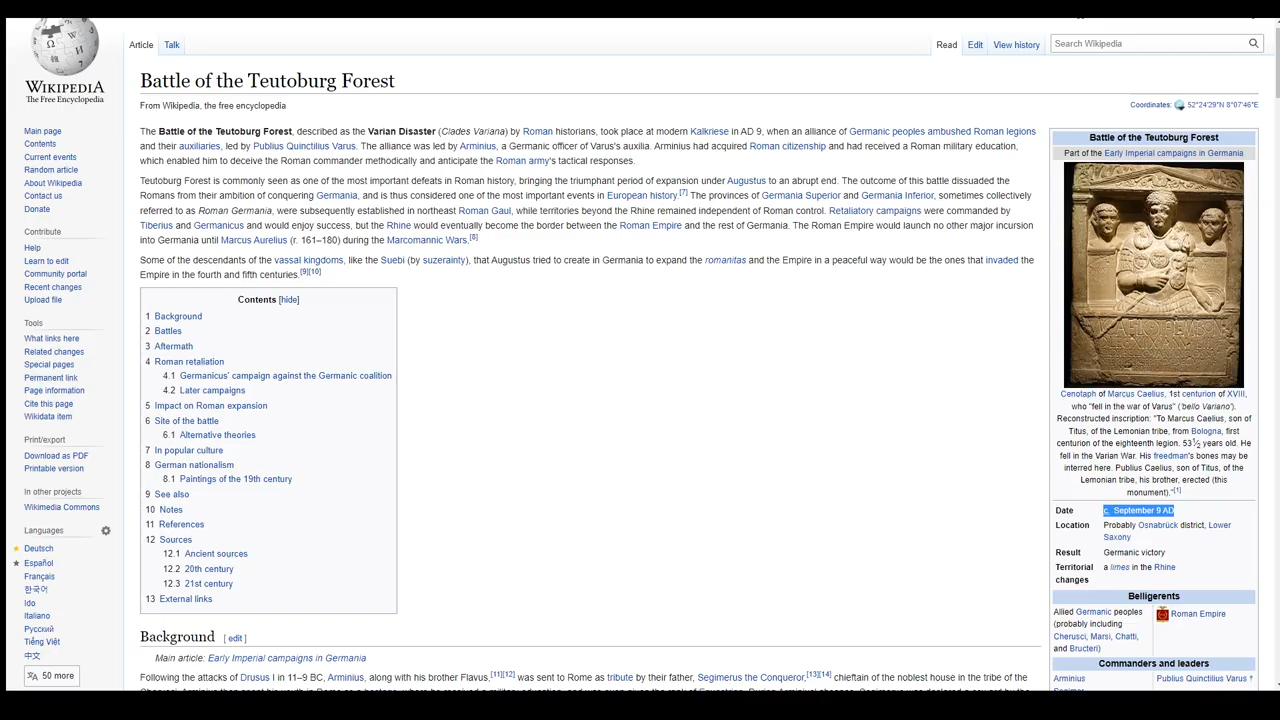 WIKIPEDIA
The Free Encyclopedia
Main page
Contents
Current events
Random article
About Wikipedia
Contact us
Donate
Contribute
Help
Learn to edit
Community portal
Recent changes
Upload file
Tools
What links here
Related changes
Special pages
Permanent link
Page information
Cite this page
Wikidata item
Print/export
Download as PDF
Printable version
In other projects
Wikimedia Commons
Languages
Deutsch
Español
Français
한국어
Ido
Italiano
Русский
Tiếng Việt
中文
50 more
Article Talk
Read Edit View history Search Wikipedia
Battle of the Teutoburg Forest
From Wikipedia, the free encyclopedia
Coordinates: 52°24'29"N 8°07'46"E
The Battle of the Teutoburg Forest, described as the Varian Disaster (Clades Variana) by Roman historians, took place at modern Kalkriese in AD 9, when an alliance of Germanic peoples ambushed Roman legions
and their auxiliaries, led by Publius Quinctilius Varus. The alliance was led by Arminius, a Germanic officer of Varus's auxilia. Arminius had acquired Roman citizenship and had received a Roman military education,
which enabled him to deceive the Roman commander methodically and anticipate the Roman army's tactical responses.
Teutoburg Forest is commonly seen as one of the most important defeats in Roman history, bringing the triumphant period of expansion under Augustus to an abrupt end. The outcome of this battle dissuaded the
Romans from their ambition of conquering Germania, and is thus considered one of the most important events in European history.[7] The provinces of Germania Superior and Germania Inferior, sometimes collectively
referred to as Roman Germania, were subsequently established in northeast Roman Gaul, while territories beyond the Rhine remained independent of Roman control. Retaliatory campaigns were commanded by
Tiberius and Germanicus and would enjoy success, but the Rhine would eventually become the border between the Roman Empire and the rest of Germania. The Roman Empire would launch no other major incursion
into Germania until Marcus Aurelius (r. 161–180) during the Marcomannic Wars.[8]
Some of the descendants of the vassal kingdoms, like the Suebi (by suzerainty), that Augustus tried to create in Germania to expand the romanitas and the Empire in a peaceful way would be the ones that invaded the
Empire in the fourth and fifth centuries.[9][10]
Contents [hide]
1 Background
2 Battles
3 Aftermath
4 Roman retaliation
4.1 Germanicus' campaign against the Germanic coalition
4.2 Later campaigns
5 Impact on Roman expansion
6 Site of the battle
6.1 Alternative theories
7 In popular culture
8 German nationalism
8.1 Paintings of the 19th century
9 See also
10 Notes
11 References
12 Sources
12.1 Ancient sources
12.2 20th century
12.3 21st century
13 External links
Background [ edit ]
Main article: Early Imperial campaigns in Germania
Following the attacks of Drusus I in 11–9 BC, Arminius, along with his brother Flavus,[11][12] was sent to Rome as tribute by their father, Segimerus the Conqueror,[13][14] chieftain of the noblest house in the tribe of the
Battle of the Teutoburg Forest
Part of the Early Imperial campaigns in Germania
Cenotaph of Marcus Caelius, 1st centurion of XVIII,
who "fell in the war of Varus" ('bello Variano').
Reconstructed inscription: "To Marcus Caelius, son of
Titus, of the Lemonian tribe, from Bologna, first
centurion of the eighteenth legion. 53½ years old. He
fell in the Varian War. His freedman's bones may be
interred here. Publius Caelius, son of Titus, of the
Lemonian tribe, his brother, erected (this
monument)."[1]
Date c. September 9 AD
Location Probably Osnabrück district, Lower
Saxony
Result Germanic victory
Territorial a limes in the Rhine
changes
Belligerents
Allied Germanic peoples
(probably including
Cherusci, Marsi, Chatti,
and Bructeri)
Roman Empire
Commanders and leaders
Arminius Publius Quinctilius Varus †